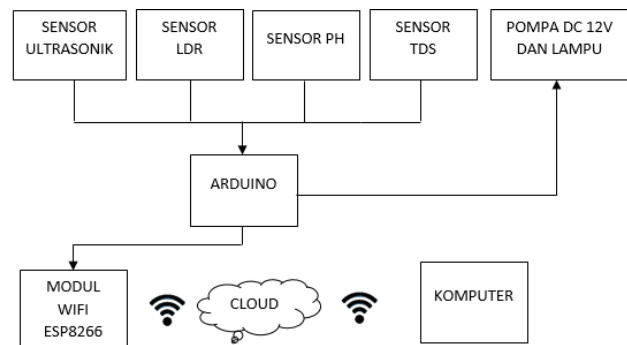 SENSOR
ULTRASONIK
SENSOR
LDR
SENSOR PH
SENSOR
TDS
POMPA DC 12V
DAN LAMPU
ARDUINO
MODUL
WIFI
ESP8266
CLOUD
KOMPUTER